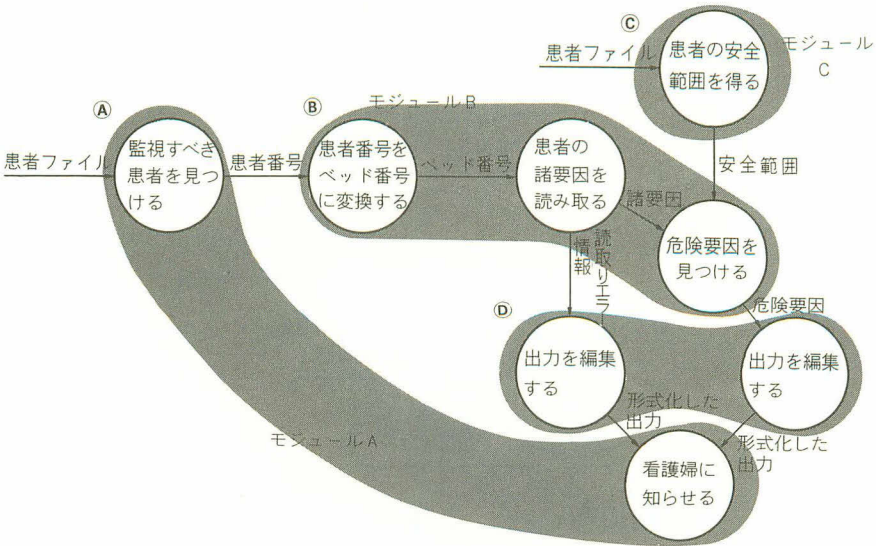 Ⓒ
患者ファイル
患者の安全
範囲を得る
モジュール
C
Ⓐ
Ⓑ
モジュールB
患者ファイル
監視すべき
患者を見つ
ける
患者番号
患者番号を
ベッド番号
に変換する
ベッド番号
患者の
諸要因を
読み取る
諸要因
安全範囲
危険要因を
見つける
読取りエラー
情報
危険要因
Ⓓ
出力を編集
する
出力を編集
する
形式化した
出力
形式化した
出力
モジュールA
看護婦に
知らせる